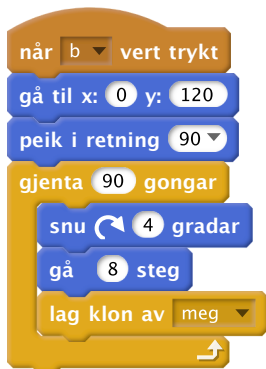 når b vert trykt
gå til x: 0 y: 120
peik i retning 90
gjenta 90 gongar
snu 4 gradar
gå 8 steg
lag klon av meg